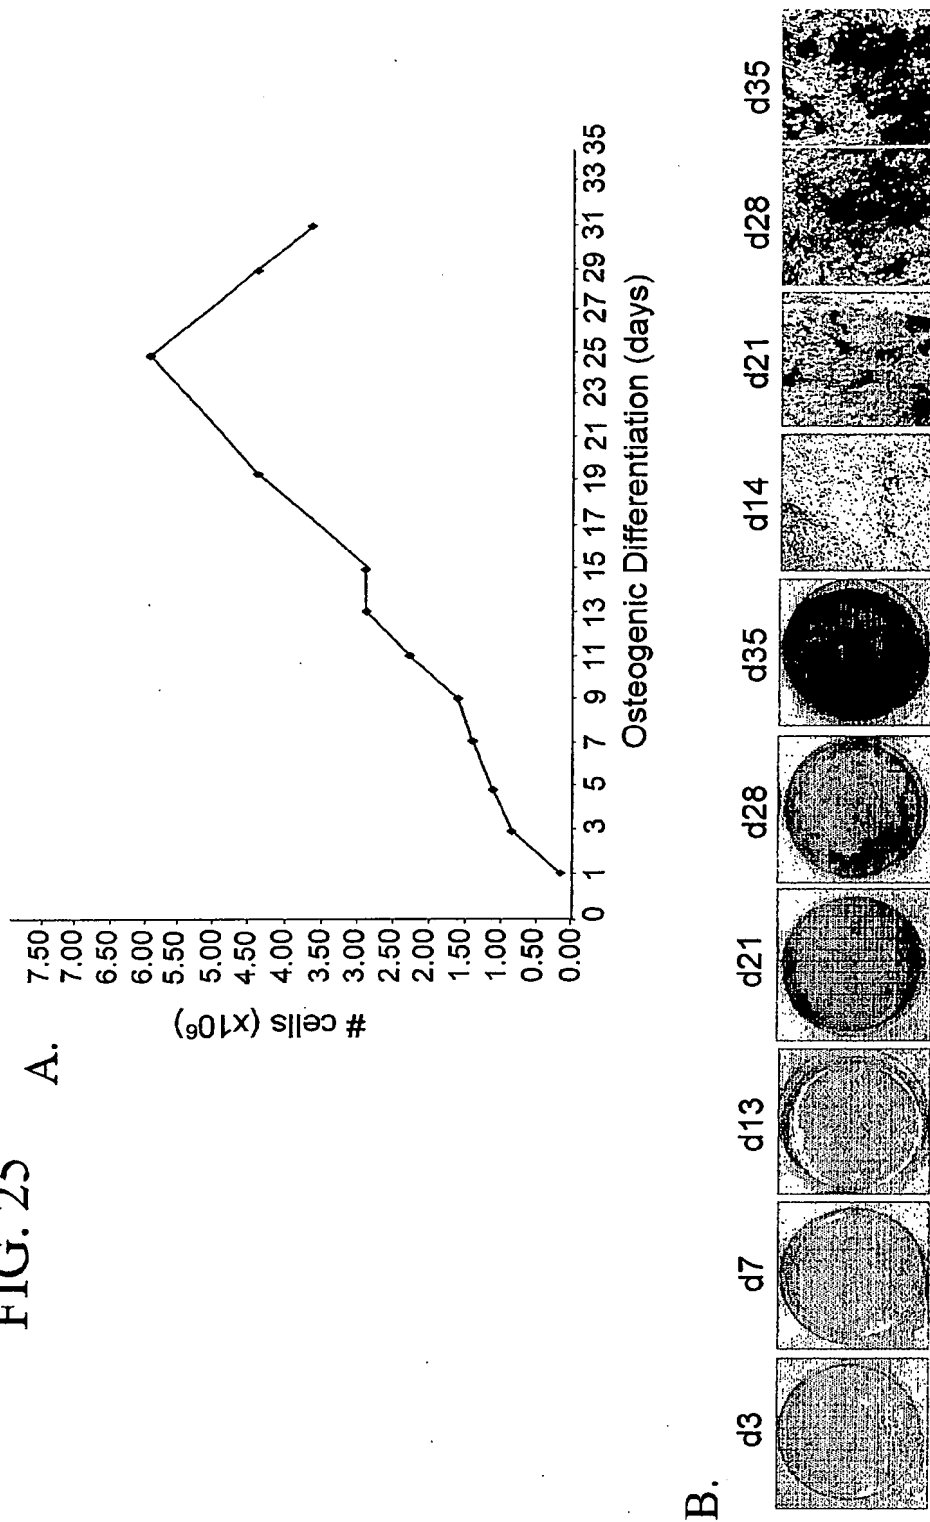 FIG. 25
A.
# cells (x10⁶)
7.50
7.00
6.00
5.50
5.00
4.50
4.00
3.50
3.00
2.50
2.00
1.50
1.00
0.50
0.00
0 1 3 5 7 9 11 13 15 17 19 21 23 25 27 29 31 33 35
Osteogenic Differentiation (days)
B.
d3 d7 d13 d21 d28 d35 d14 d21 d28 d35